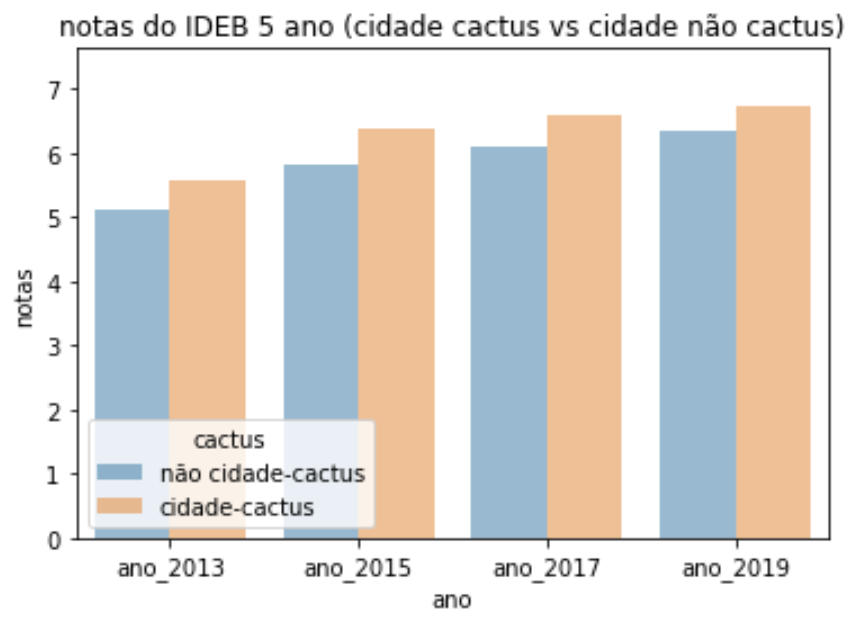 notas do IDEB 5 ano (cidade cactus vs cidade não cactus)
7
6
5
4
3
2
1
0
notas
cactus
não cidade-cactus
cidade-cactus
ano_2013 ano_2015 ano_2017 ano_2019
ano